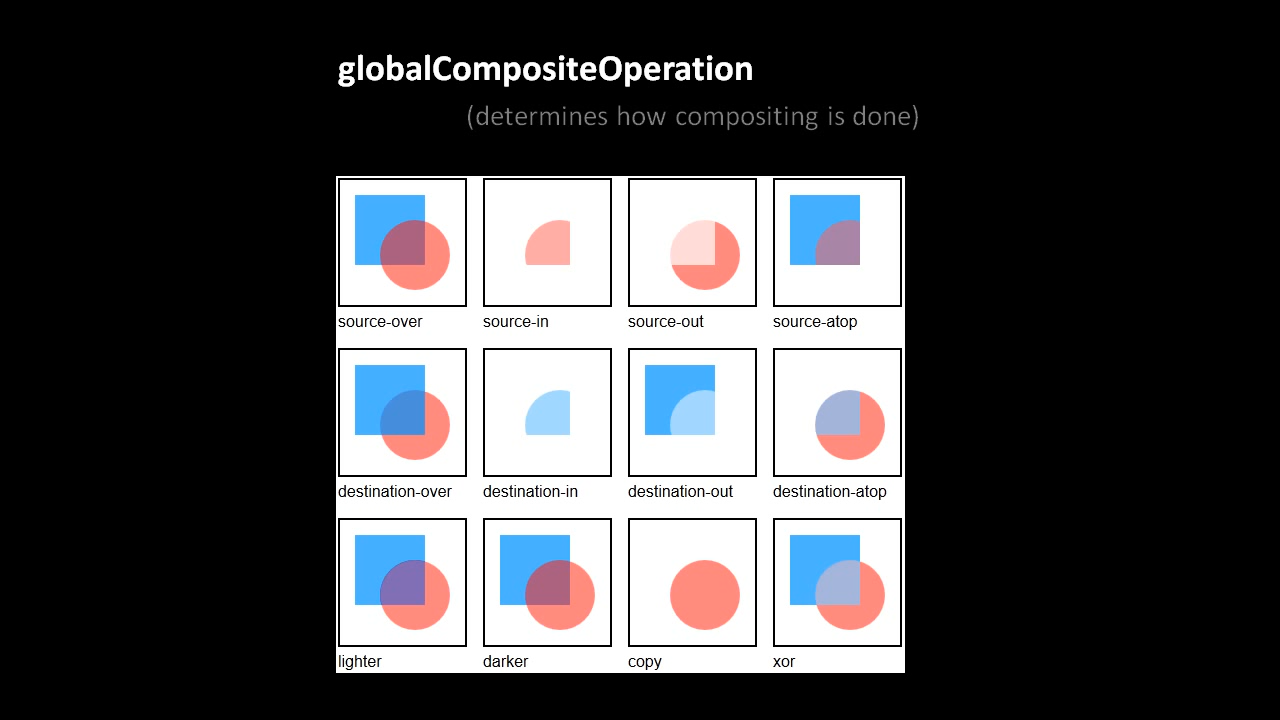 globalCompositeOperation
(determines how compositing is done)
source-over source-in source-out source-atop
destination-over destination-in destination-out destination-atop
lighter darker copy xor